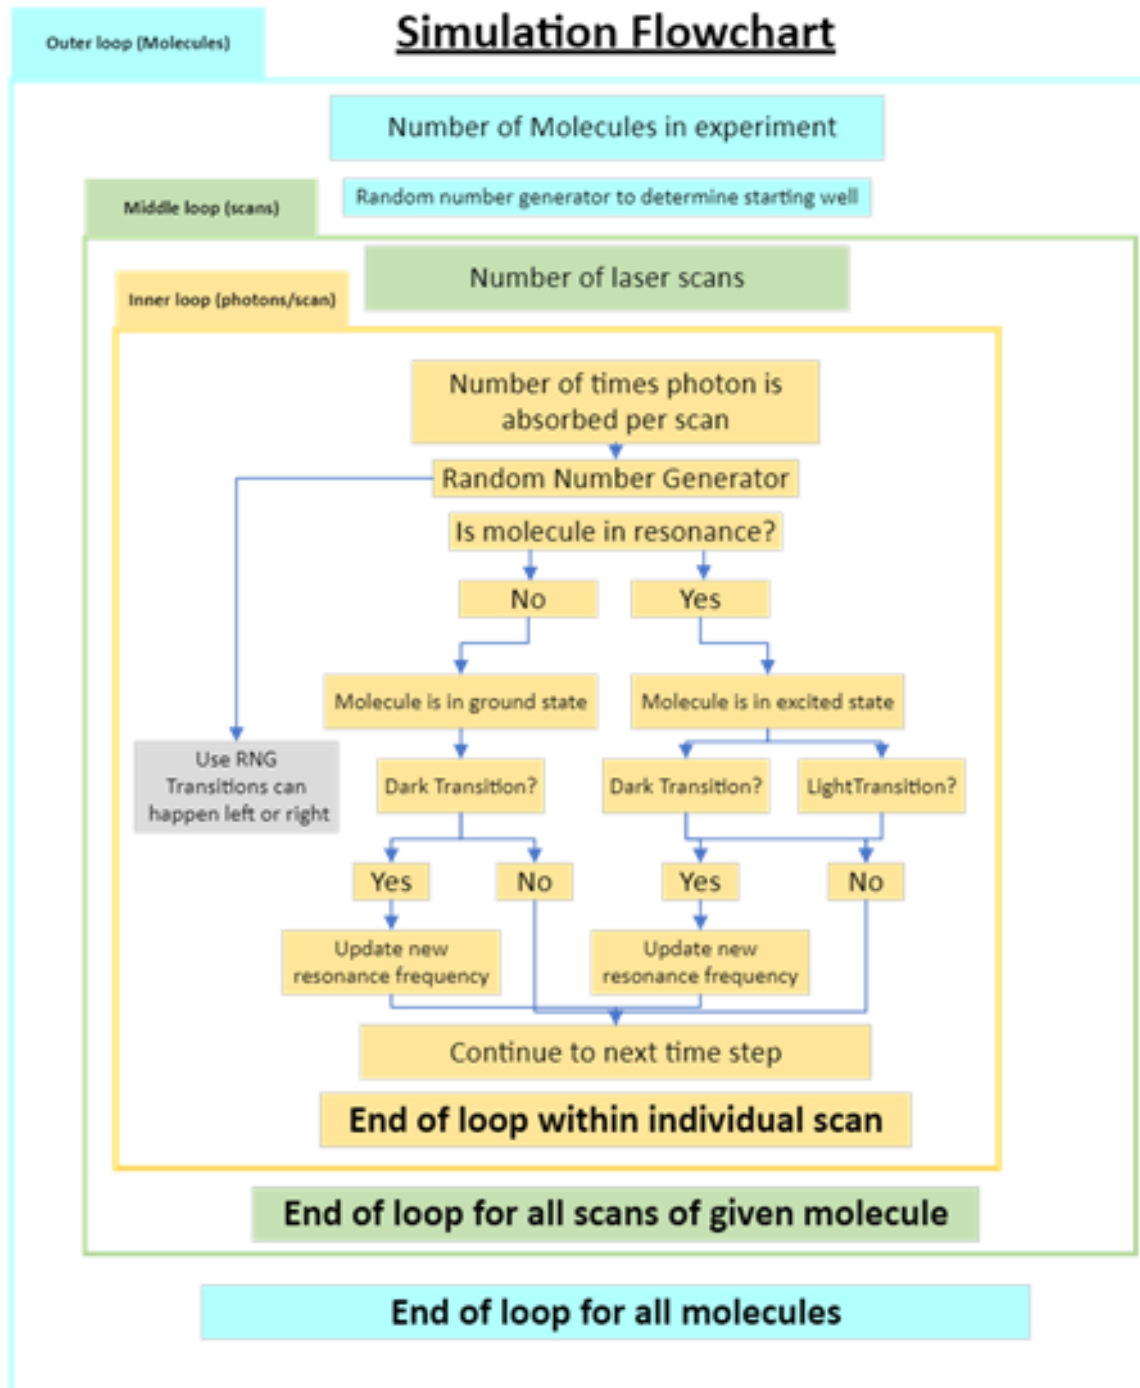 Simulation Flowchart
Outer loop (Molecules)
Number of Molecules in experiment
Random number generator to determine starting well
Middle loop (scans)
Number of laser scans
Inner loop (photons/scan)
Number of times photon is
absorbed per scan
Random Number Generator
Is molecule in resonance?
No
Yes
Molecule is in ground state
Molecule is in excited state
Use RNG
Transitions can
happen left or right
Dark Transition?
Dark Transition?
LightTransition?
Yes
No
Yes
No
Update new
resonance frequency
Update new
resonance frequency
Continue to next time step
End of loop within individual scan
End of loop for all scans of given molecule
End of loop for all molecules